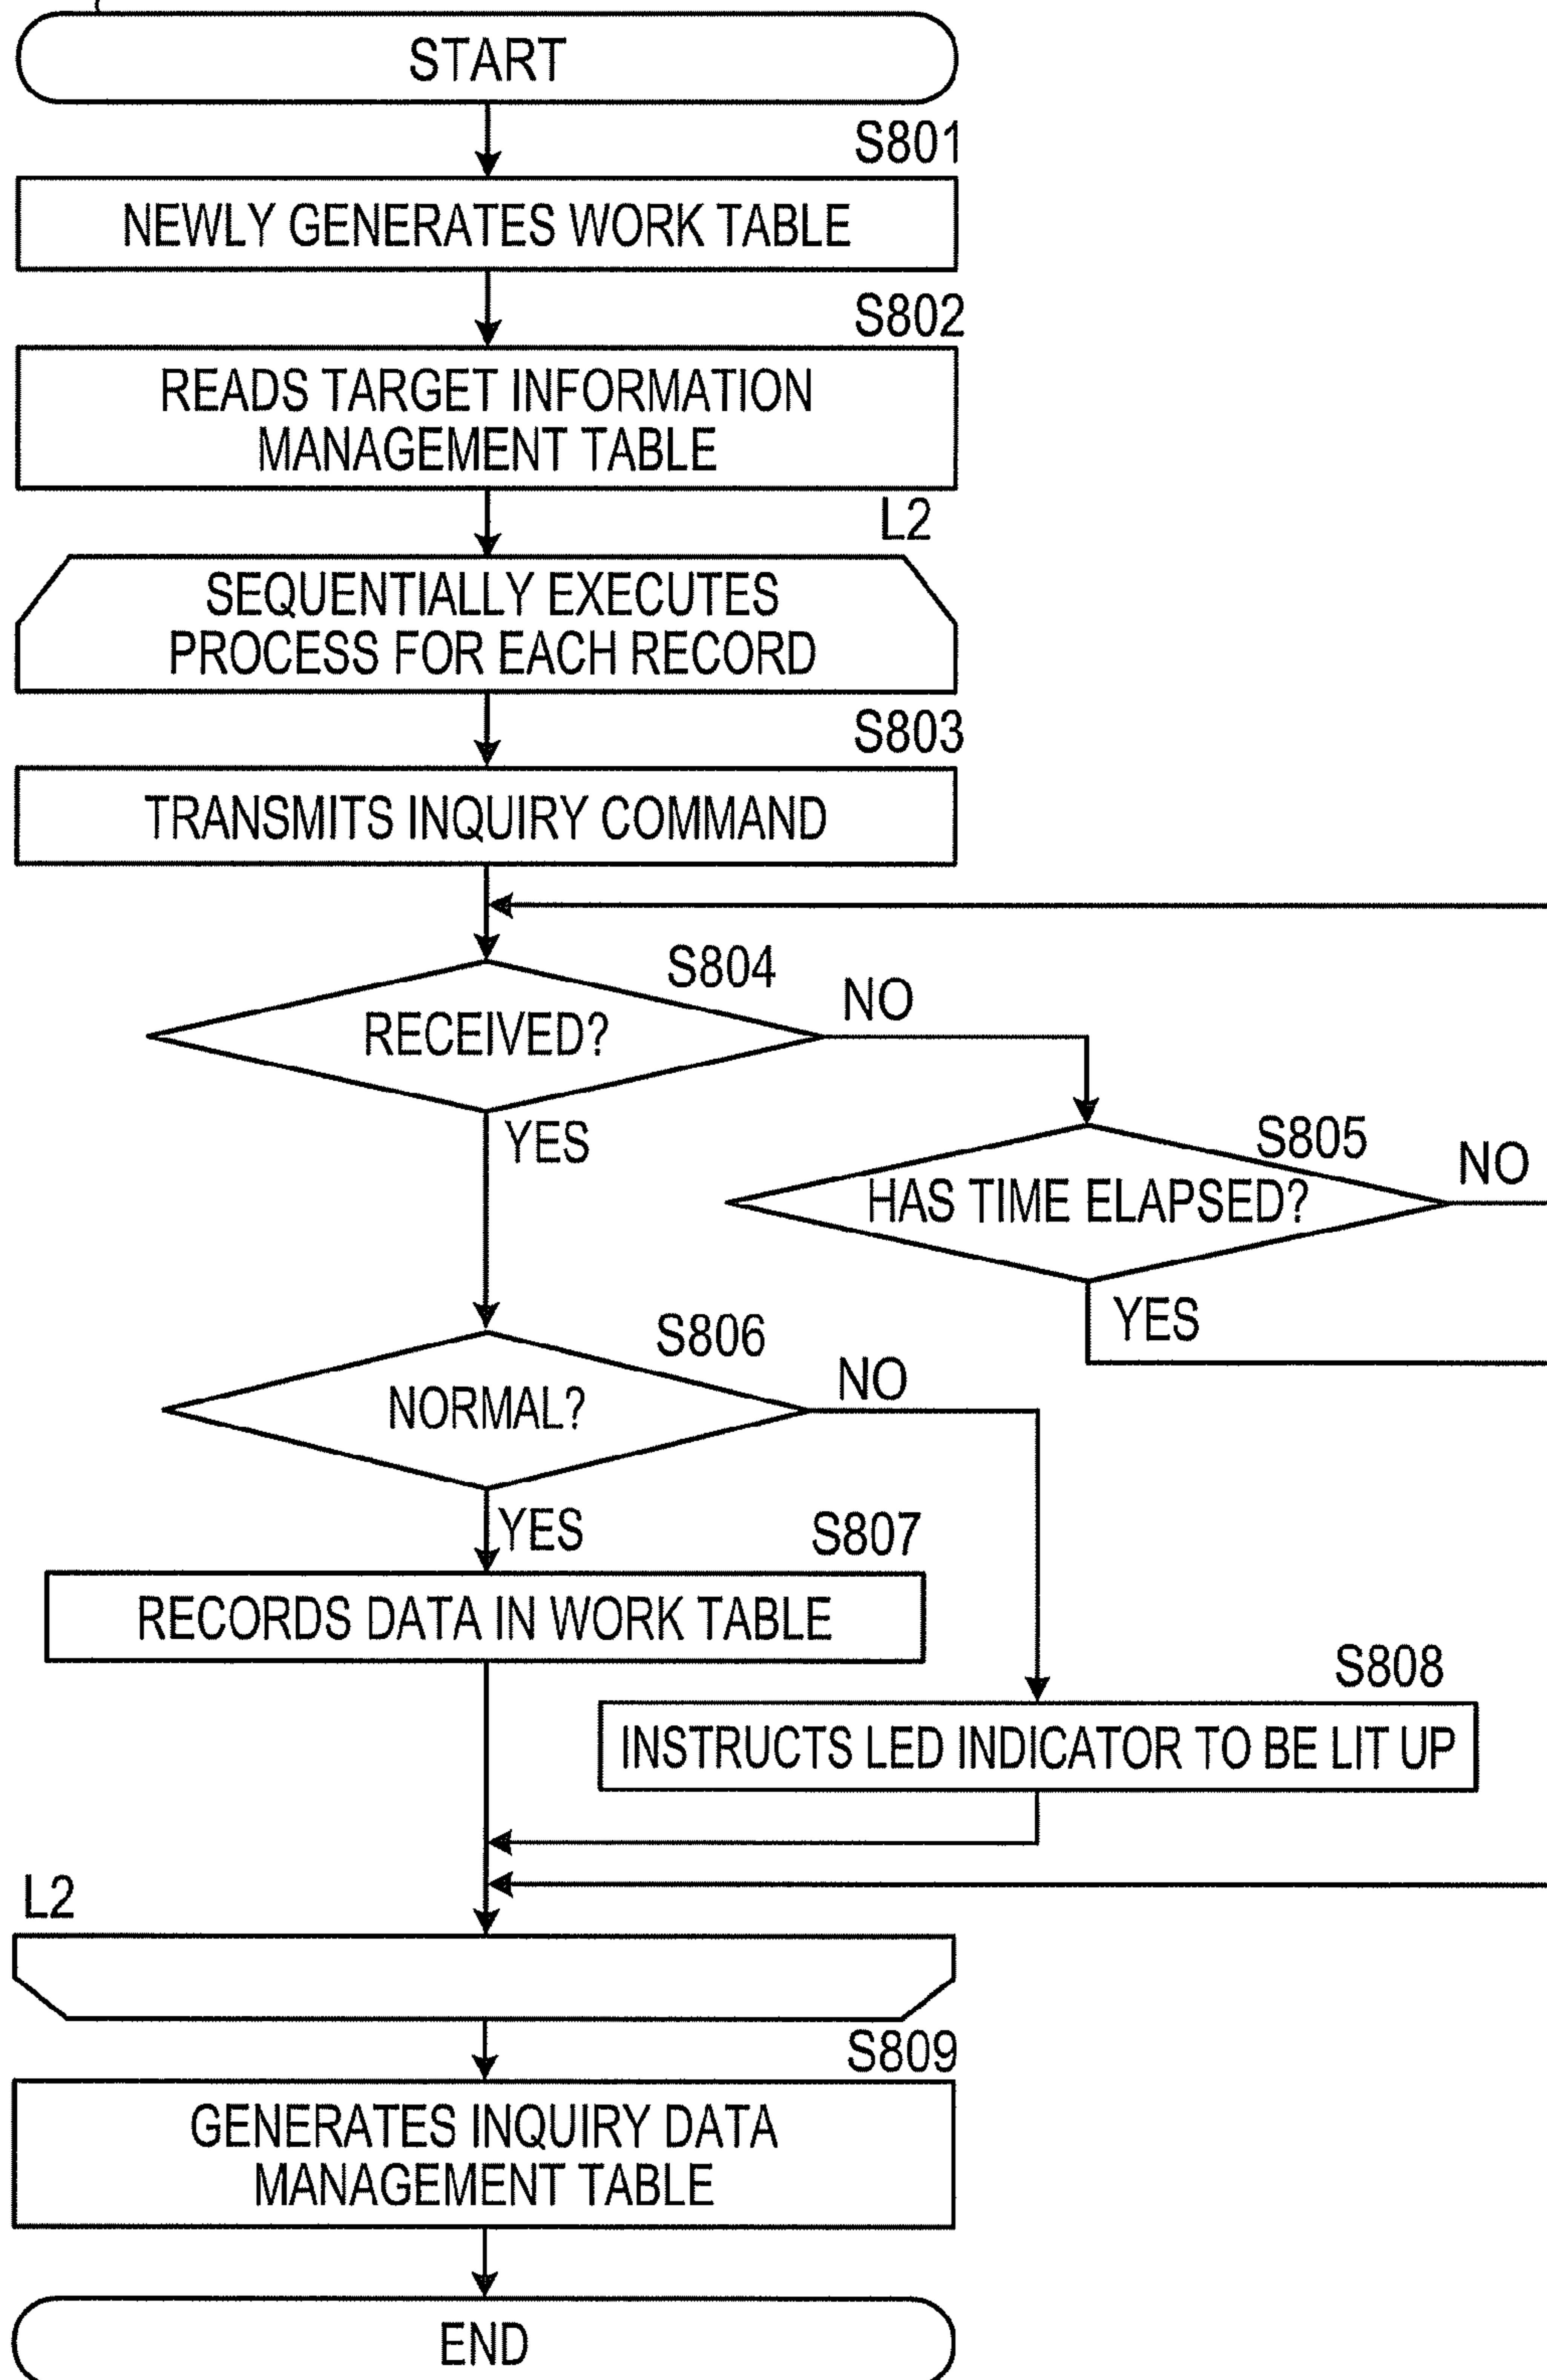 START
S801
NEWLY GENERATES WORK TABLE
S802
READS TARGET INFORMATION
MANAGEMENT TABLE
L2
SEQUENTIALLY EXECUTES
PROCESS FOR EACH RECORD
S803
TRANSMITS INQUIRY COMMAND
S804
NO
RECEIVED?
YES
S805
NO
HAS TIME ELAPSED?
YES
S806
NO
NORMAL?
YES
S807
RECORDS DATA IN WORK TABLE
S808
INSTRUCTS LED INDICATOR TO BE LIT UP
L2
S809
GENERATES INQUIRY DATA
MANAGEMENT TABLE
END